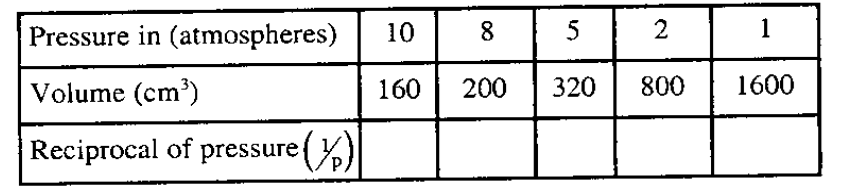 Pressure in (atmospheres) 10 8 5 2 1
Volume (cm³) 160 200 320 800 1600
Reciprocal of pressure (1/p)